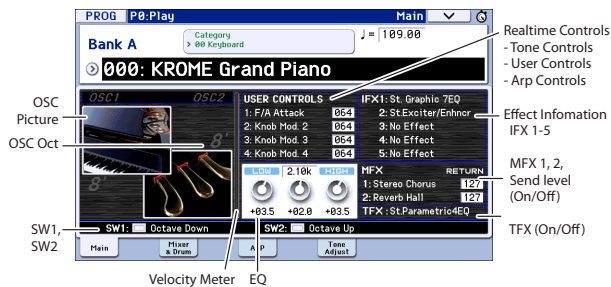 PROG P0:Play Main
Bank A
Category
00 Keyboard
♩= 109.00
000: KROME Grand Piano
OSC1 OSC2
8'
8'
USER CONTROLS
1: F/A Attack 064
2: Knob Mod. 2 064
3: Knob Mod. 3 064
4: Knob Mod. 4 064
IFX1: St. Graphic 7EQ
2: St.Exciter/Enhncr
3: No Effect
4: No Effect
5: No Effect
LOW 2.10k HIGH
+03.5 +02.0 +03.5
MFX RETURN
1: Stereo Chorus 127
2: Reverb Hall 127
TFX : St.Parametric4EQ
SW1: Octave Down SW2: Octave Up
Main
Mixer
& Drum
Tone
Adjust
OSC
Picture
OSC Oct
SW1,
SW2
Velocity Meter
EQ
Realtime Controls
- Tone Controls
- User Controls
- Arp Controls
Effect Infomation
IFX 1-5
MFX 1, 2,
Send level
(On/Off)
TFX (On/Off)